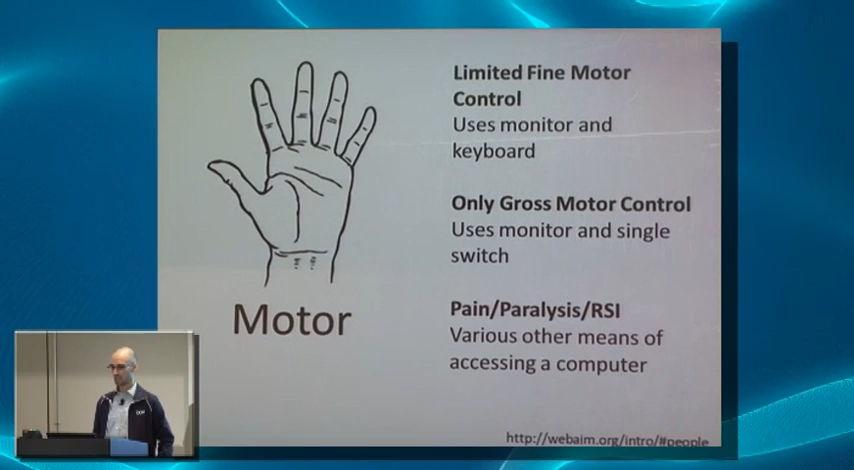 Limited Fine Motor
Control
Uses monitor and
keyboard
Only Gross Motor Control
Uses monitor and single
switch
Pain/Paralysis/RSI
Various other means of
accessing a computer
Motor
http://webaim.org/intro/#people